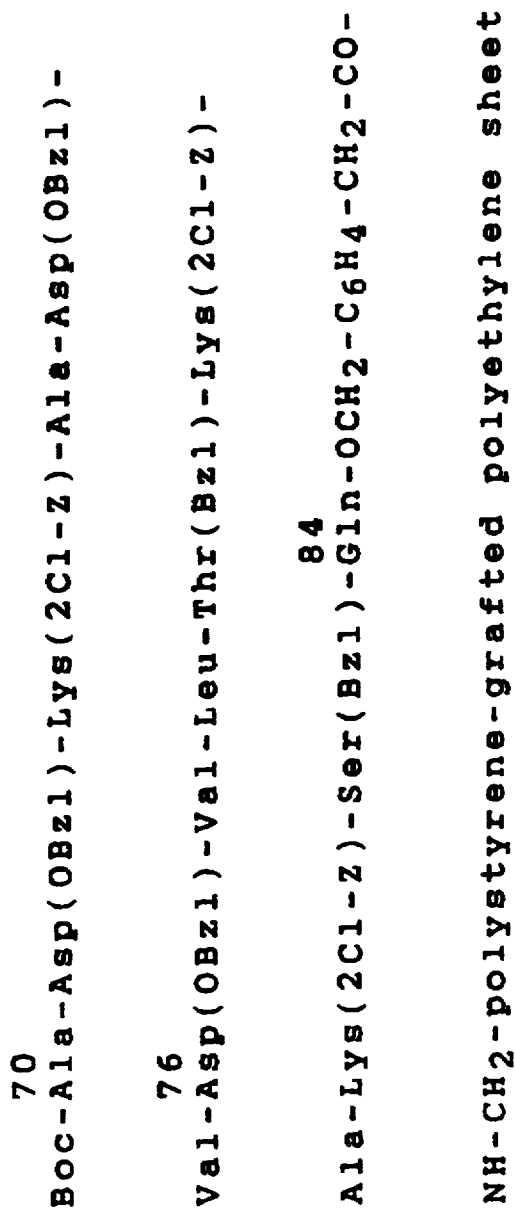 70
Boc-Ala-Asp(OBzl)-Lys(2Cl-Z)-Ala-Asp(OBzl)-
76
Val-Asp(OBzl)-Val-Leu-Thr(Bzl)-Lys(2Cl-Z)-
84
Ala-Lys(2Cl-Z)-Ser(Bzl)-Gln-OCH2-C6H4-CH2-CO-
NH-CH2-polystyrene-grafted polyethylene sheet